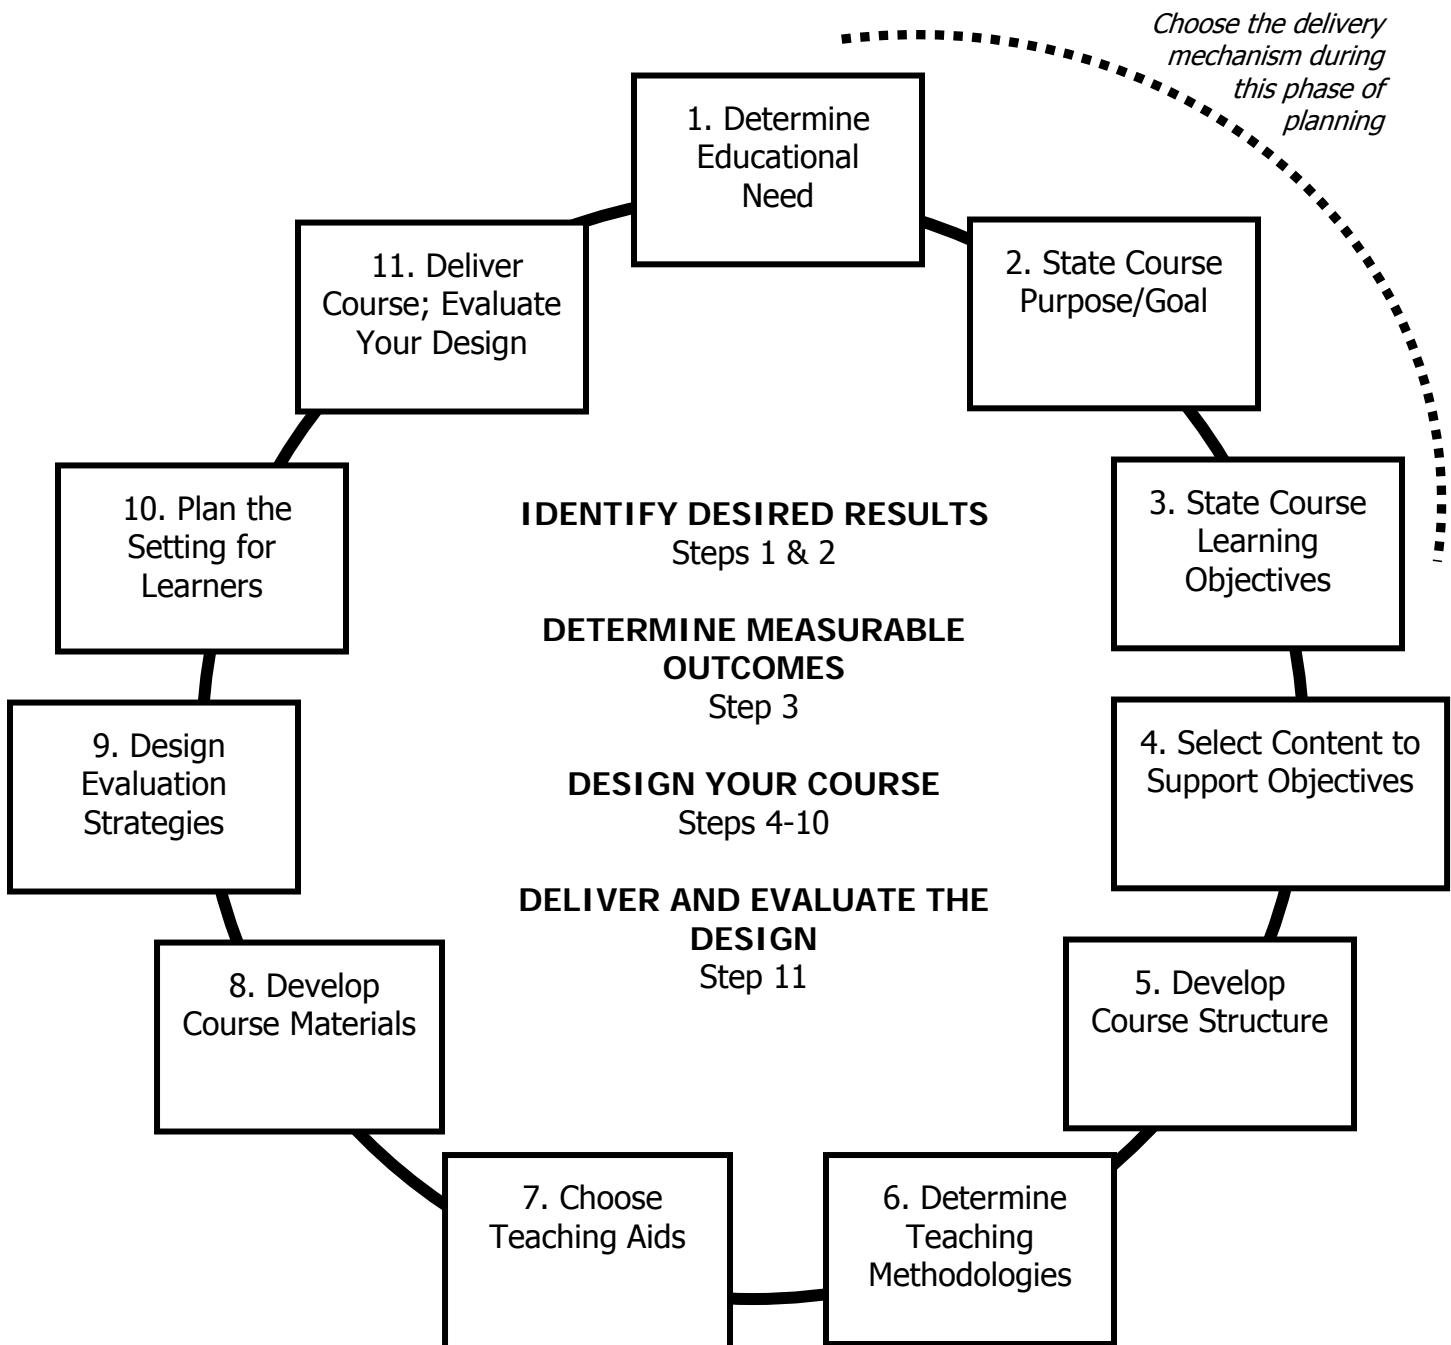 Choose the delivery
mechanism during
this phase of
planning
1. Determine
Educational
Need
2. State Course
Purpose/Goal
3. State Course
Learning
Objectives
4. Select Content to
Support Objectives
5. Develop
Course Structure
6. Determine
Teaching
Methodologies
7. Choose
Teaching Aids
8. Develop
Course Materials
9. Design
Evaluation
Strategies
10. Plan the
Setting for
Learners
11. Deliver
Course; Evaluate
Your Design
IDENTIFY DESIRED RESULTS
Steps 1 & 2
DETERMINE MEASURABLE
OUTCOMES
Step 3
DESIGN YOUR COURSE
Steps 4-10
DELIVER AND EVALUATE THE
DESIGN
Step 11